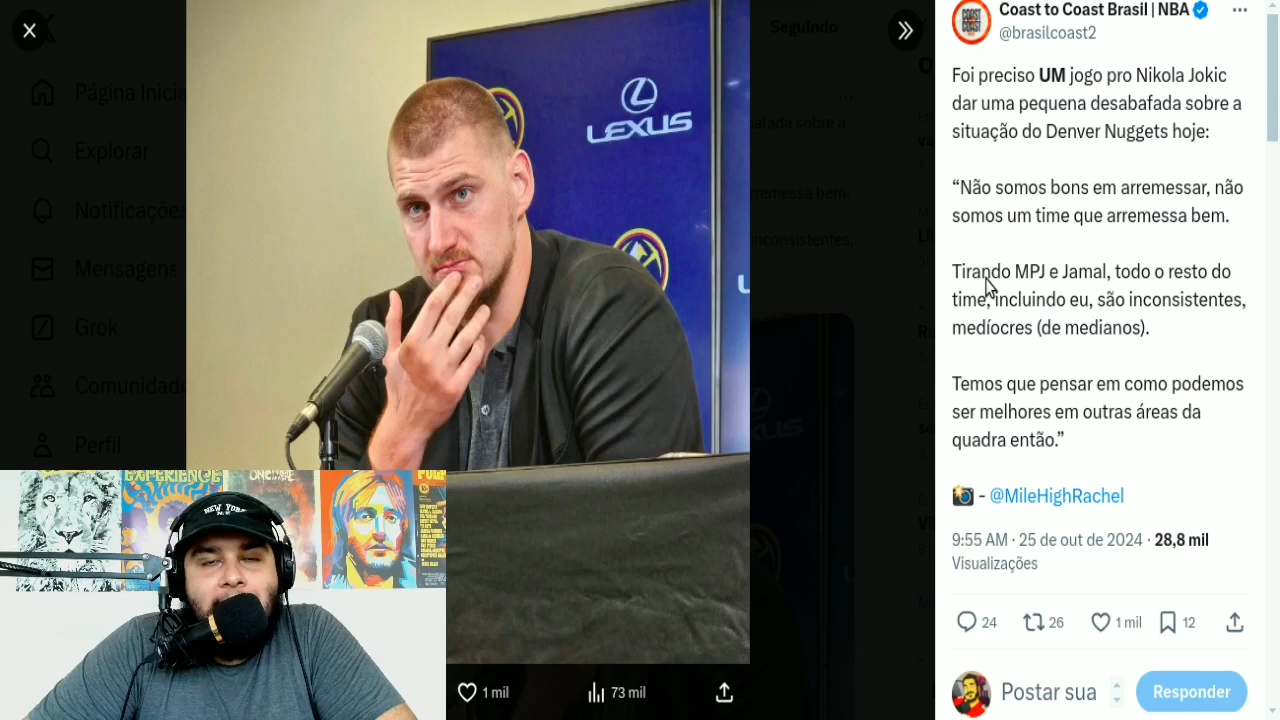 Coast to Coast Brasil | NBA
@brasilcoast2
Foi preciso UM jogo pro Nikola Jokic
dar uma pequena desabafada sobre a
situação do Denver Nuggets hoje:
“Não somos bons em arremessar, não
somos um time que arremessa bem.
Tirando MPJ e Jamal, todo o resto do
time, incluindo eu, são inconsistentes,
medíocres (de medianos).
Temos que pensar em como podemos
ser melhores em outras áreas da
quadra então.”
- @MileHighRachel
9:55 AM · 25 de out de 2024 · 28,8 mil
Visualizações
24 26 1 mil 12
Postar sua
Responder
Página Inicia
Explorar
Notificações
Mensagens
Grok
Comunidad
Perfil
Seguindo
LEXUS
1 mil 73 mil
EXPERIENCE
NEW YORK